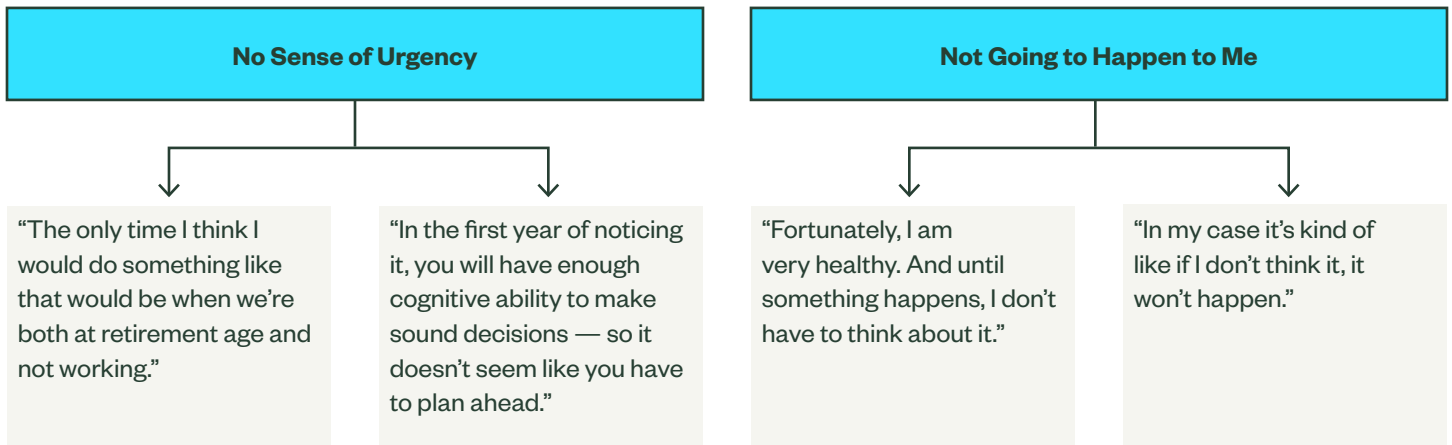 No Sense of Urgency
“The only time I think I
would do something like
that would be when we’re
both at retirement age and
not working.”
“In the first year of noticing
it, you will have enough
cognitive ability to make
sound decisions — so it
doesn’t seem like you have
to plan ahead.”
Not Going to Happen to Me
“Fortunately, I am
very healthy. And until
something happens, I don’t
have to think about it.”
“In my case it’s kind of
like if I don’t think it, it
won’t happen.”